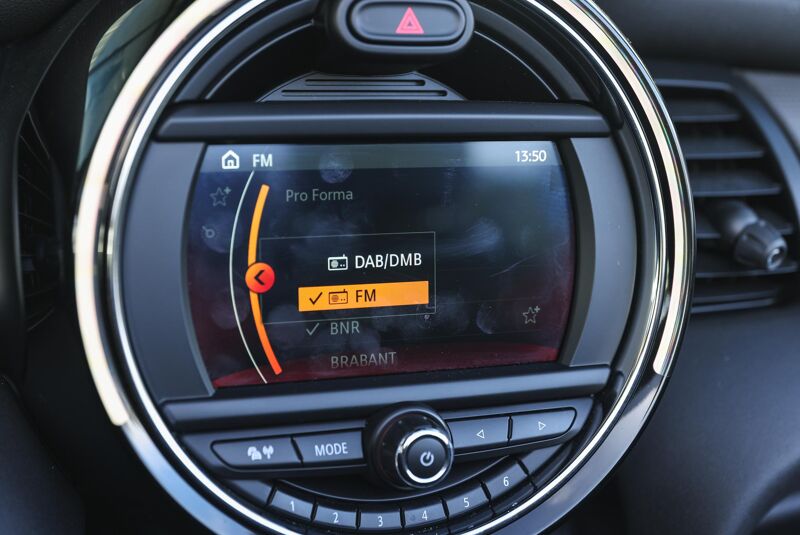 FM 13:50
Pro Forma
DAB/DMB
FM
BNR
BRABANT
MODE
1 2 3 4 5 6